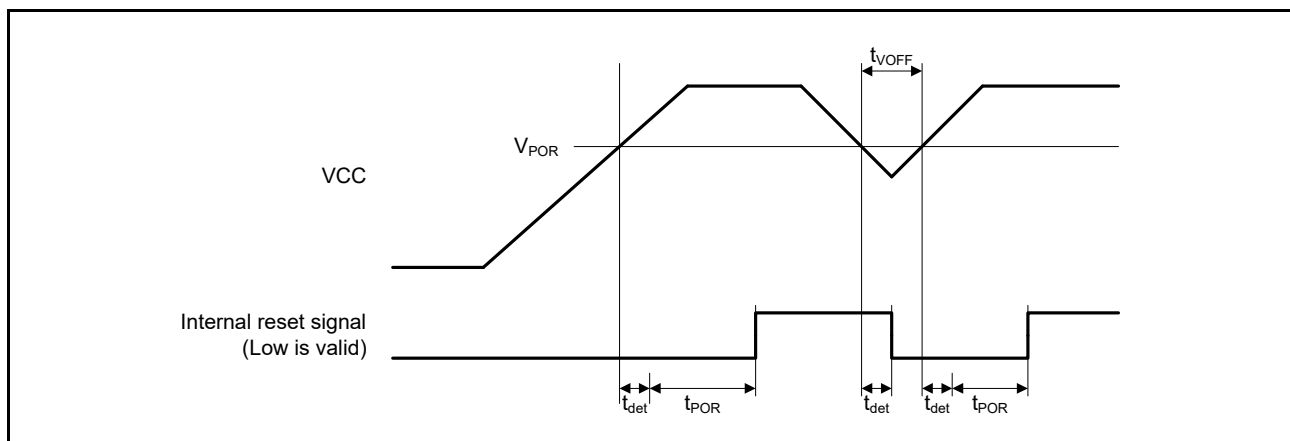 tVOFF
VPOR
VCC
Internal reset signal
(Low is valid)
tdet
tPOR
tdet
tdet
tPOR